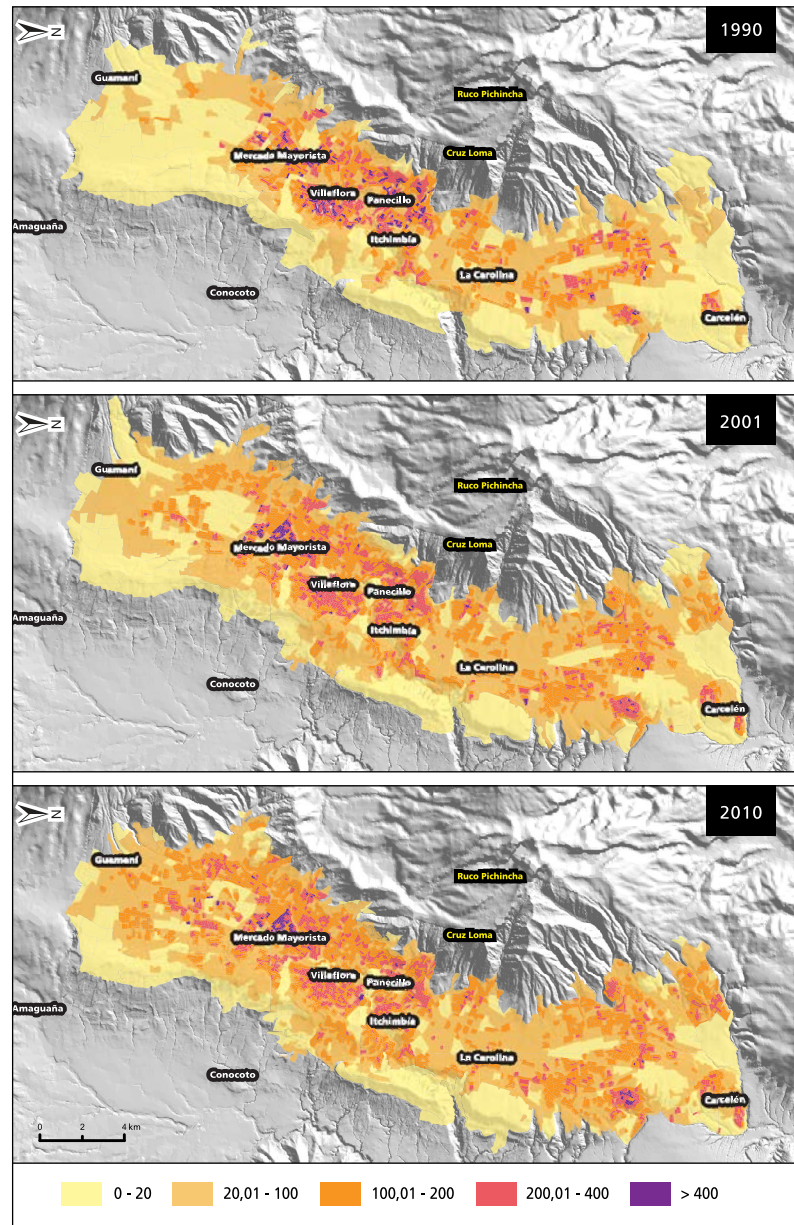 1990
N
Guamaní
Ruco Pichincha
Cruz Loma
Mercado Mayorista
Villaflora
Panecillo
Amaguaña
Itchimbía
La Carolina
Conocoto
Carcelén
2001
N
Guamaní
Ruco Pichincha
Cruz Loma
Mercado Mayorista
Villaflora
Panecillo
Amaguaña
Itchimbía
La Carolina
Conocoto
Carcelén
2010
N
Guamaní
Ruco Pichincha
Cruz Loma
Mercado Mayorista
Villaflora
Panecillo
Amaguaña
Itchimbía
La Carolina
Conocoto
Carcelén
0 2 4 km
0 - 20 20,01 - 100 100,01 - 200 200,01 - 400 > 400